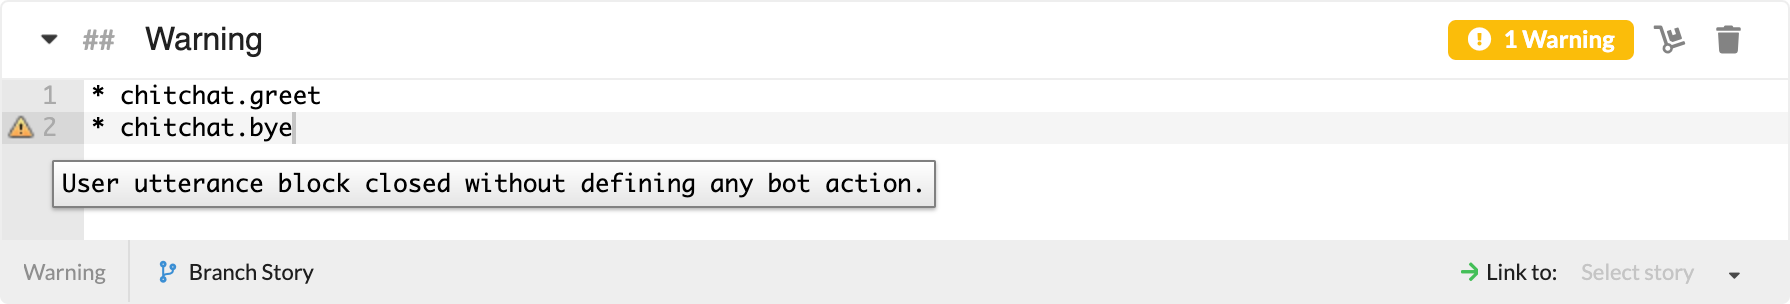 ## Warning
1 Warning
1 * chitchat.greet
2 * chitchat.bye
User utterance block closed without defining any bot action.
Warning Branch Story Link to: Select story